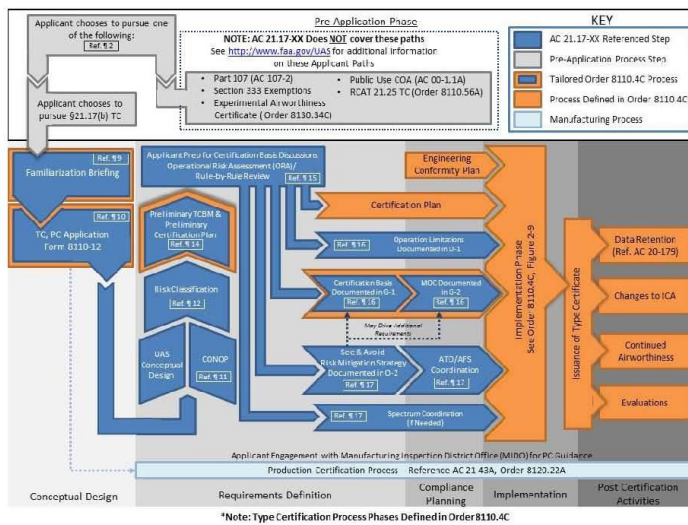 Pre Application Phase
Applicant chooses to pursue one
of the following:
Ref. ¶ 2
Applicant chooses to
pursue §21.17(b) TC
NOTE: AC 21.17-XX Does NOT cover these paths
See http://www.faa.gov/UAS for additional information
on these Applicant Paths
• Part 107 (AC 107-2)
• Section 333 Exemptions
• Experimental Airworthiness
Certificate (Order 8130.34C)
• Public Use COA (AC 00-1.1A)
• RCAT 21.25 TC (Order 8110.56A)
KEY
AC 21.17-XX Referenced Step
Pre-Application Process Step
Tailored Order 8110.4C Process
Process Defined in Order 8110.4C
Manufacturing Process
Ref. ¶ 9
Familiarization Briefing
Ref. ¶ 10
TC, PC Application
Form 8110-12
Applicant Prep for Certification Basis Discussions
Operational Risk Assessment (ORA)/
Rule-by-Rule Review
Ref. ¶ 15
Preliminary TCBM &
Preliminary
Certification Plan
Ref. ¶ 14
Risk Classification
Ref. ¶ 12
UAS
Conceptual
Design
CONOP
Ref. ¶ 11
Engineering
Conformity Plan
Certification Plan
Ref. ¶ 16
Operation Limitations
Documented in O-1
Certification Basis
Documented in G-1
Ref. ¶ 16
MOC Documented
in G-2
Ref. ¶ 16
May Drive Additional
Requirements
See & Avoid
Risk Mitigation Strategy
Documented in O-2
Ref. ¶ 17
ATO/AFS
Coordination
Ref. ¶ 17
Ref. ¶ 17
Spectrum Coordination
(If Needed)
Implementation Phase
See Order 8110.4C, Figure 2-9
Issuance of Type Certificate
Data Retention
(Ref. AC 20-179)
Changes to ICA
Continued
Airworthiness
Evaluations
Applicant Engagement with Manufacturing Inspection District Office (MIDO) for PC Guidance
Production Certification Process Reference AC 21 43A, Order 8120.22A
Conceptual Design
Requirements Definition
Compliance
Planning
Implementation
Post Certification
Activities
*Note: Type Certification Process Phases Defined in Order 8110.4C